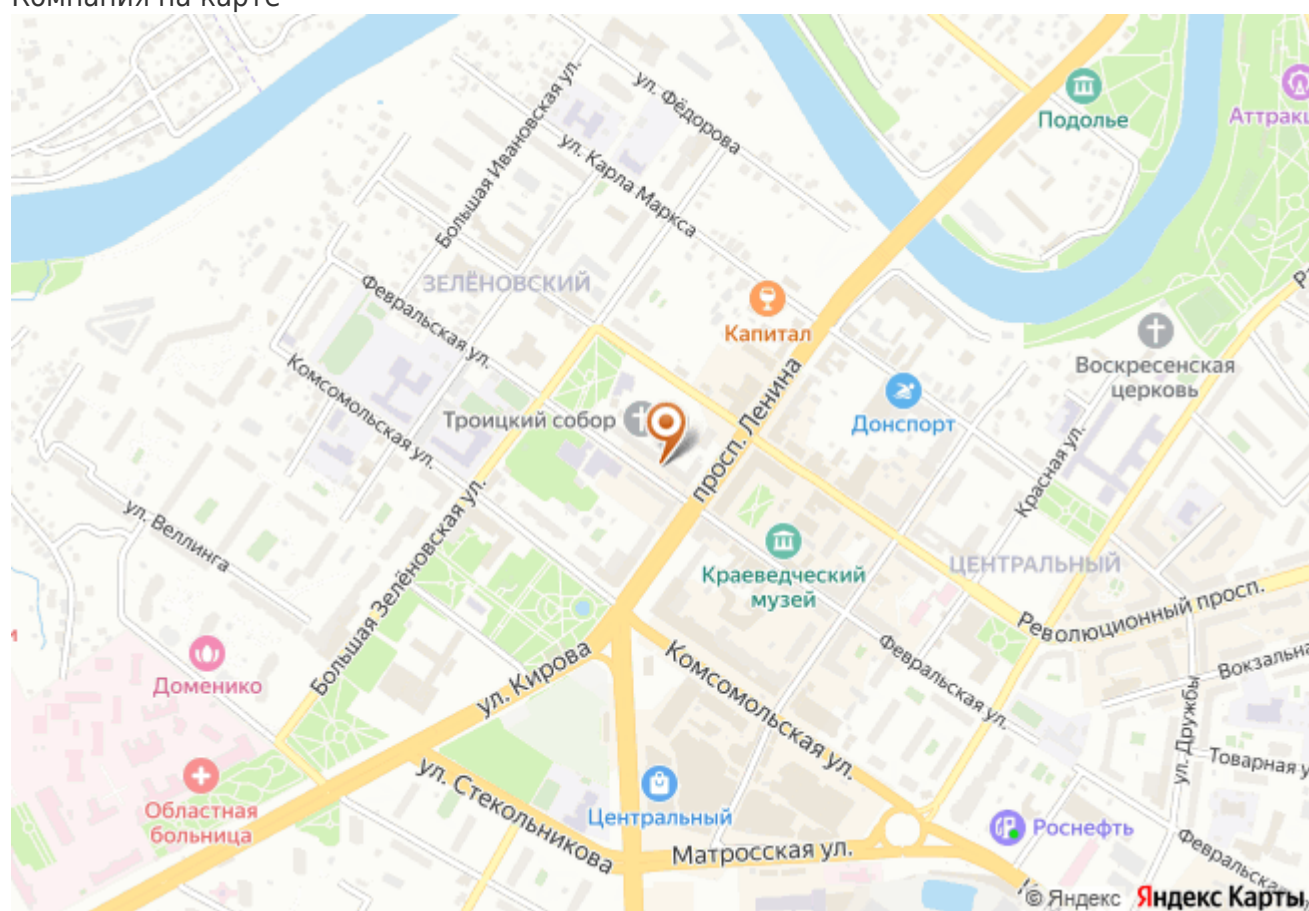 Компания на карте
ул. Фёдорова
Подолье
Аттракц
Большая Ивановская ул.
ул. Карла Маркса
ЗЕЛЁНОВСКИЙ
Февральская ул.
Капитал
Воскресенская
церковь
Комсомольская ул.
Троицкий собор
просп. Ленина
Донспорт
Красная ул.
ул. Веллинга
Большая Зелёновская ул.
Краеведческий
музей
ЦЕНТРАЛЬНЫЙ
Революционный просп.
Доменико
ул. Кирова
Комсомольская ул.
Февральская ул.
Вокзальна
ул. Дружбы
Товарная у
Областная
больница
ул. Стекольникова
Центральный
Матросская ул.
Роснефть
Февральская
© Яндекс Яндекс Карты